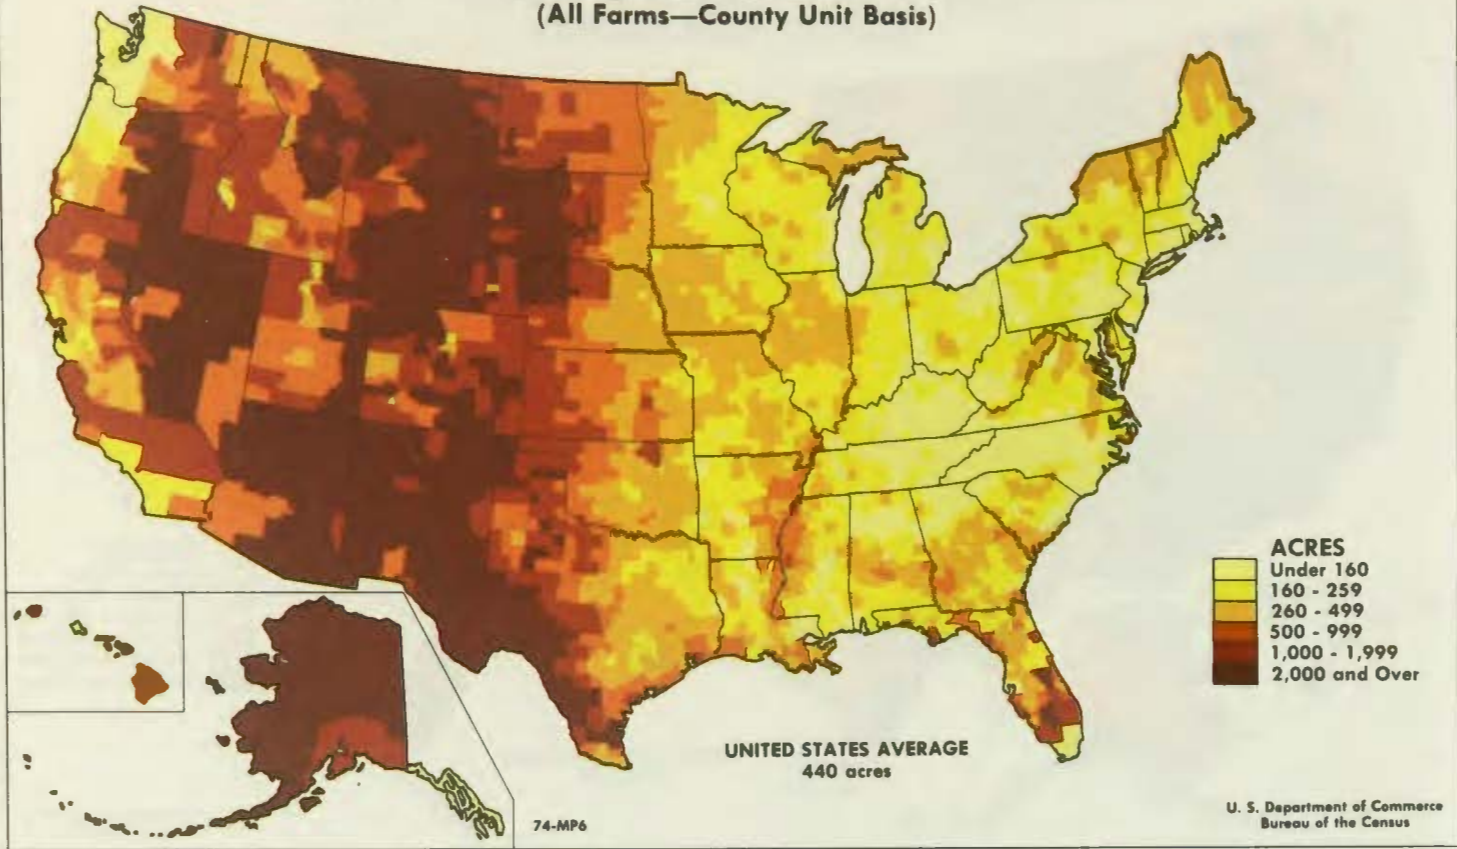 (All Farms—County Unit Basis)
ACRES
Under 160
160 - 259
260 - 499
500 - 999
1,000 - 1,999
2,000 and Over
UNITED STATES AVERAGE
440 acres
74-MP6
U. S. Department of Commerce
Bureau of the Census